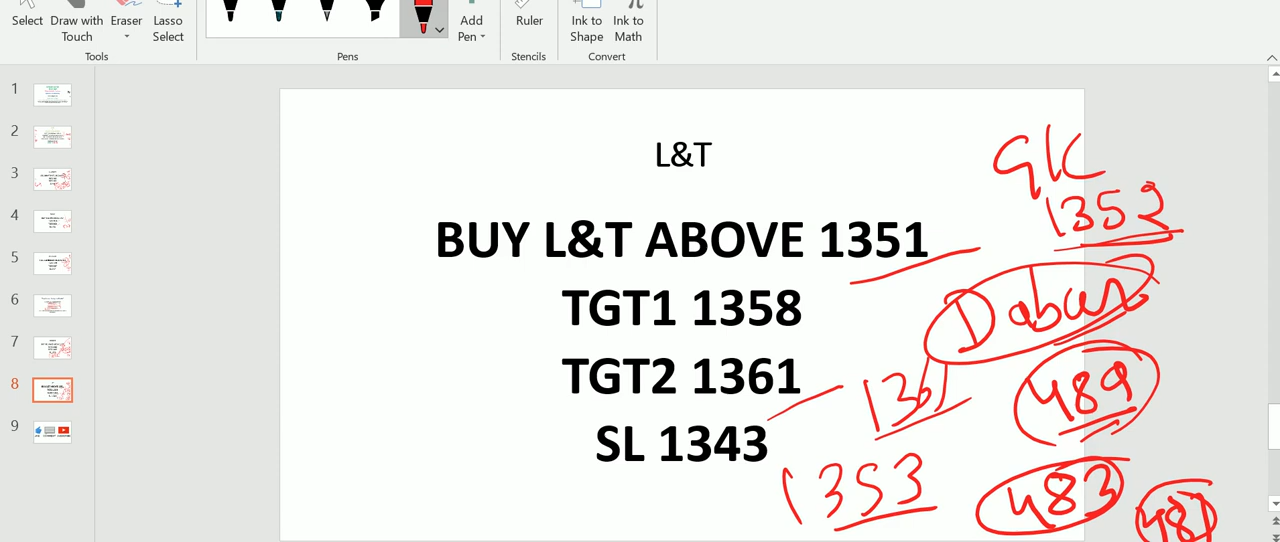 Select
Draw with Touch
Eraser
Lasso Select
Add Pen
Ruler
Ink to Shape
Ink to Math
Tools
Pens
Stencils
Convert
1
2
3
4
5
6
7
8
9
L&T
BUY L&T ABOVE 1351
TGT1 1358
TGT2 1361
SL 1343
1352
Dabur
1361
489
1353
483